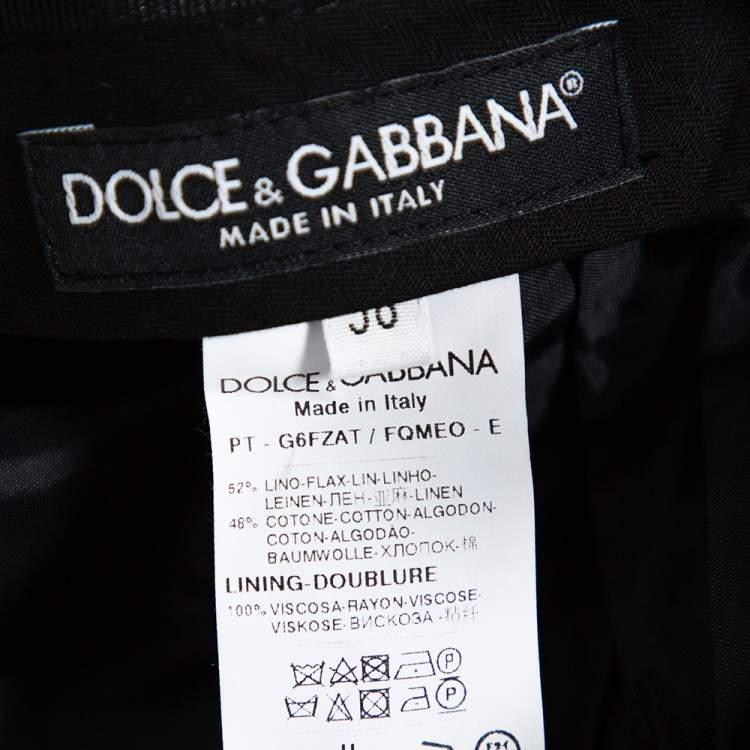 DOLCE & GABBANA®
MADE IN ITALY
DOLCE & GABBANA
Made in Italy
PT - G6FZAT / FQMEO - E
52% LINO-FLAX-LIN-LINHO-
LEINEN-ЛЕН-亚麻-LINEN
48% COTONE-COTTON-ALGODON-
COTON-ALGODÃO-
BAUMWOLLE-ХЛОПОК-棉
LINING-DOUBLURE
100% VISCOSA-RAYON-VISCOSE-
VISKOSE-ВИСКОЗА-粘纤
P
P